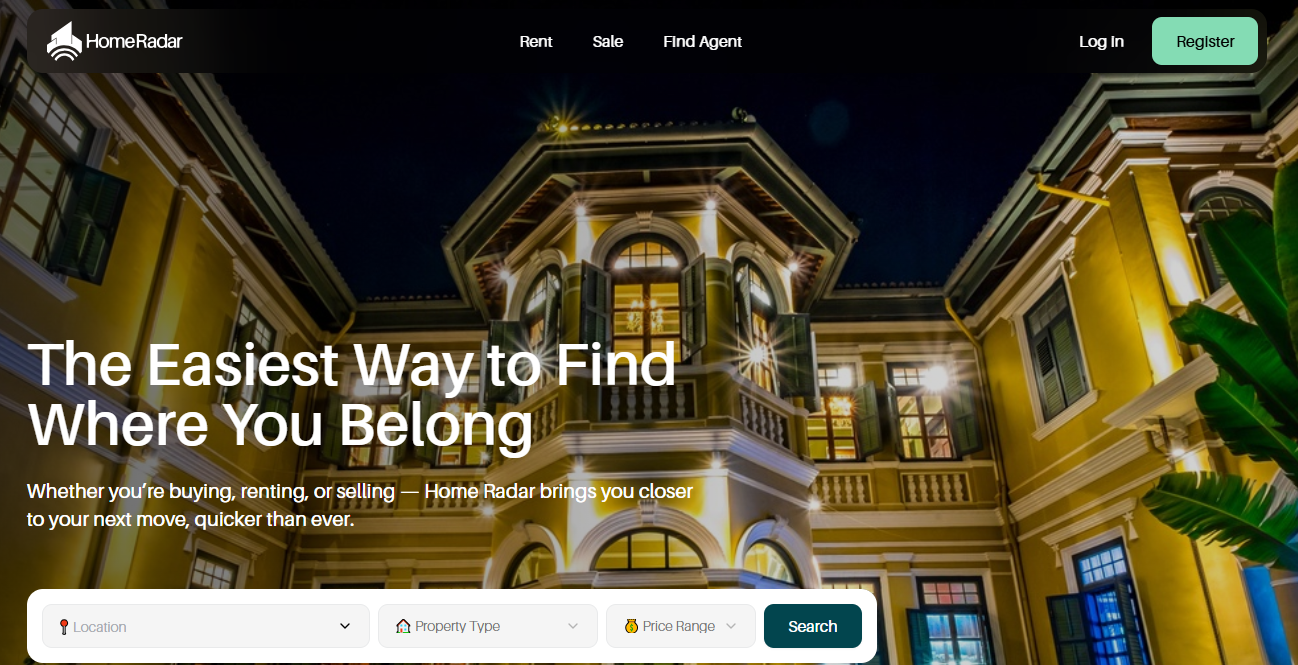 HomeRadar
Rent
Sale
Find Agent
Log in
Register
The Easiest Way to Find
Where You Belong
Whether you’re buying, renting, or selling — Home Radar brings you closer
to your next move, quicker than ever.
Location
Property Type
Price Range
Search